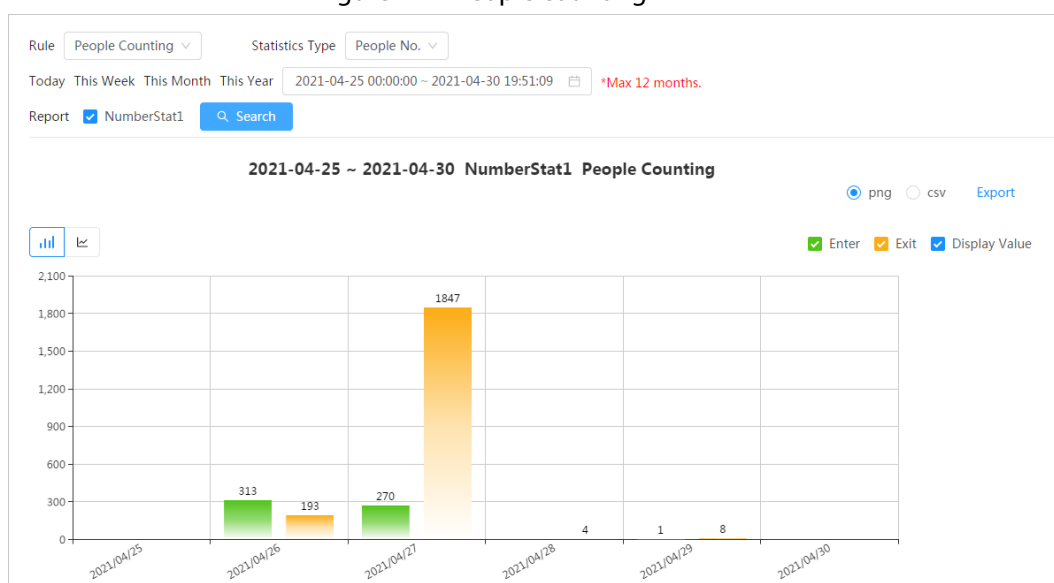 Rule People Counting Statistics Type People No.
Today This Week This Month This Year 2021-04-25 00:00:00 ~ 2021-04-30 19:51:09 *Max 12 months.
Report NumberStat1 Search
2021-04-25 ~ 2021-04-30 NumberStat1 People Counting
png csv Export
Enter Exit Display Value
2,100
1847
1,800
1,500
1,200
900
600
313
270
300
193
4 1 8
0
2021/04/25 2021/04/26 2021/04/27 2021/04/28 2021/04/29 2021/04/30